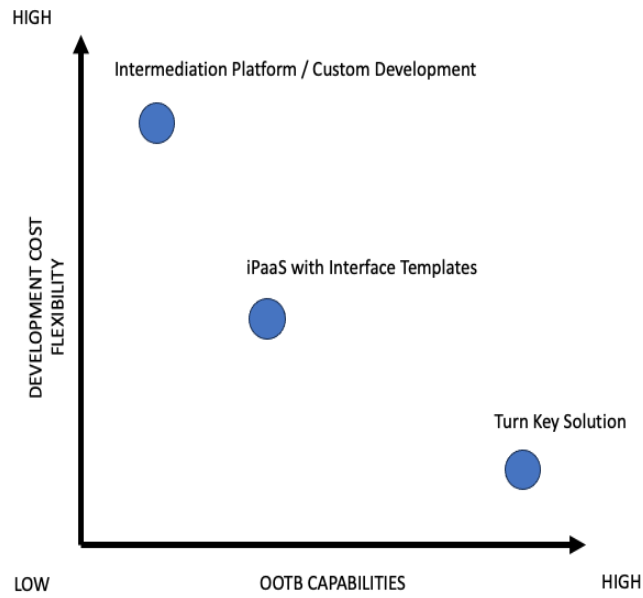 HIGH
Intermediation Platform / Custom Development
DEVELOPMENT COST
FLEXIBILITY
iPaaS with Interface Templates
Turn Key Solution
LOW
OOTB CAPABILITIES
HIGH